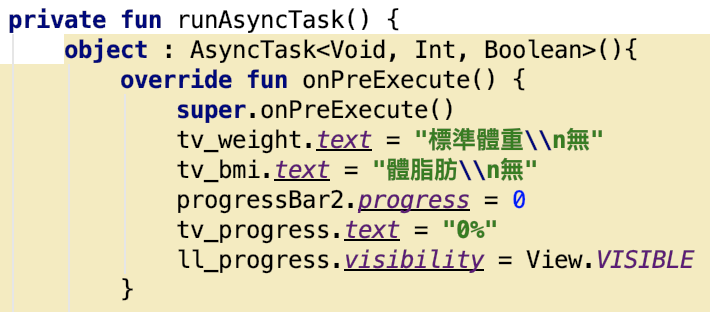 private fun runAsyncTask() {
    object : AsyncTask<Void, Int, Boolean>(){
        override fun onPreExecute() {
            super.onPreExecute()
            tv_weight.text = "標準體重\\n無"
            tv_bmi.text = "體脂肪\\n無"
            progressBar2.progress = 0
            tv_progress.text = "0%"
            ll_progress.visibility = View.VISIBLE
        }